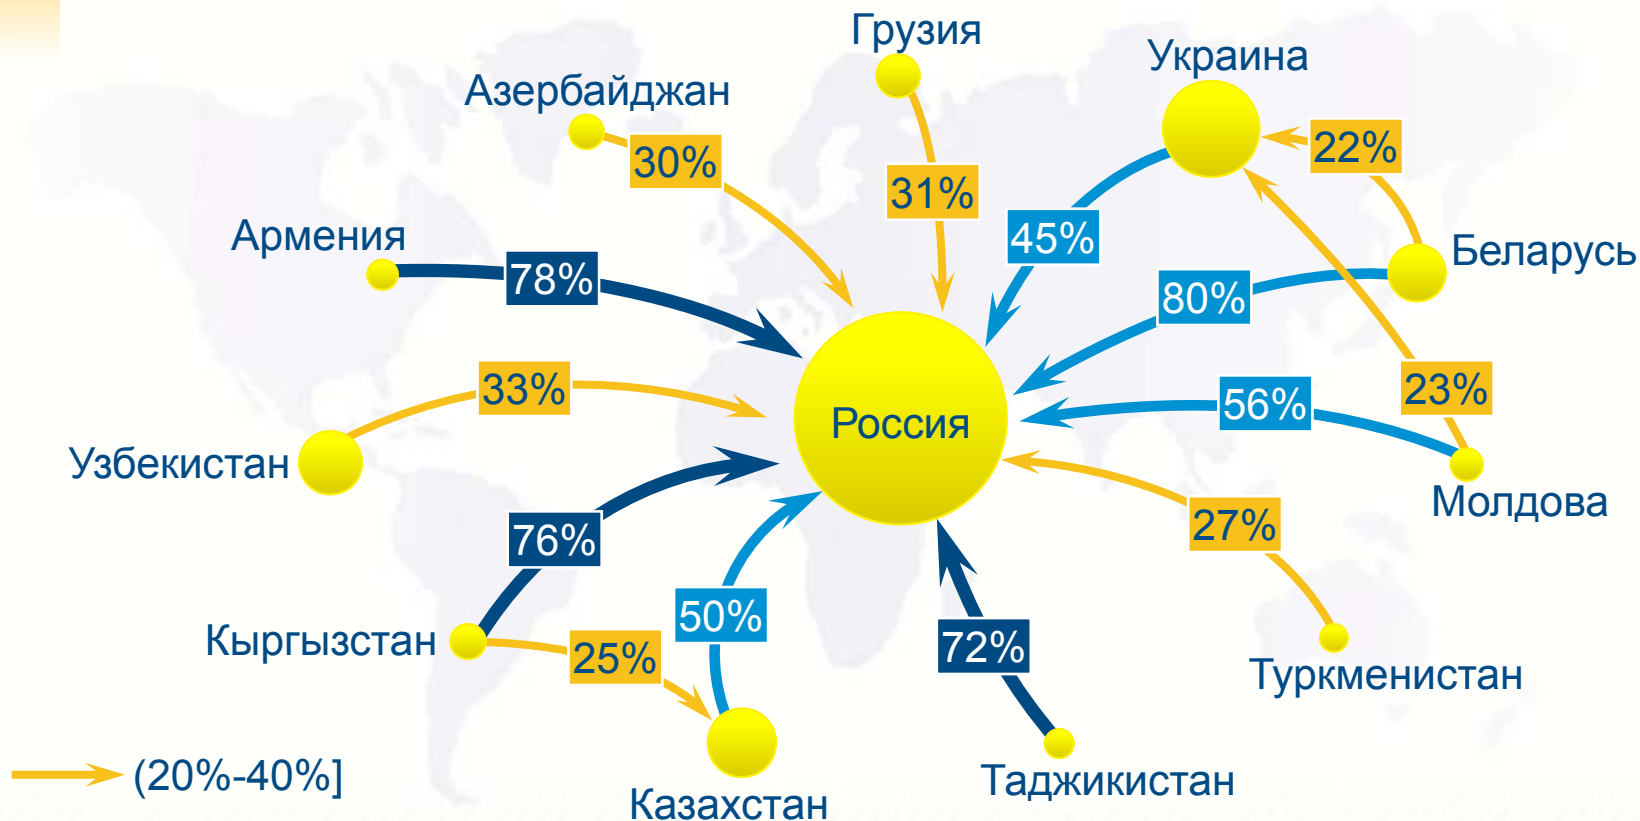 Грузия
Украина
Азербайджан
30%
22%
31%
Армения
45%
Беларусь
78%
80%
33%
56%
23%
Россия
Узбекистан
Молдова
76%
27%
50%
Кыргызстан
25%
72%
Туркменистан
(20%-40%]
Таджикистан
Казахстан